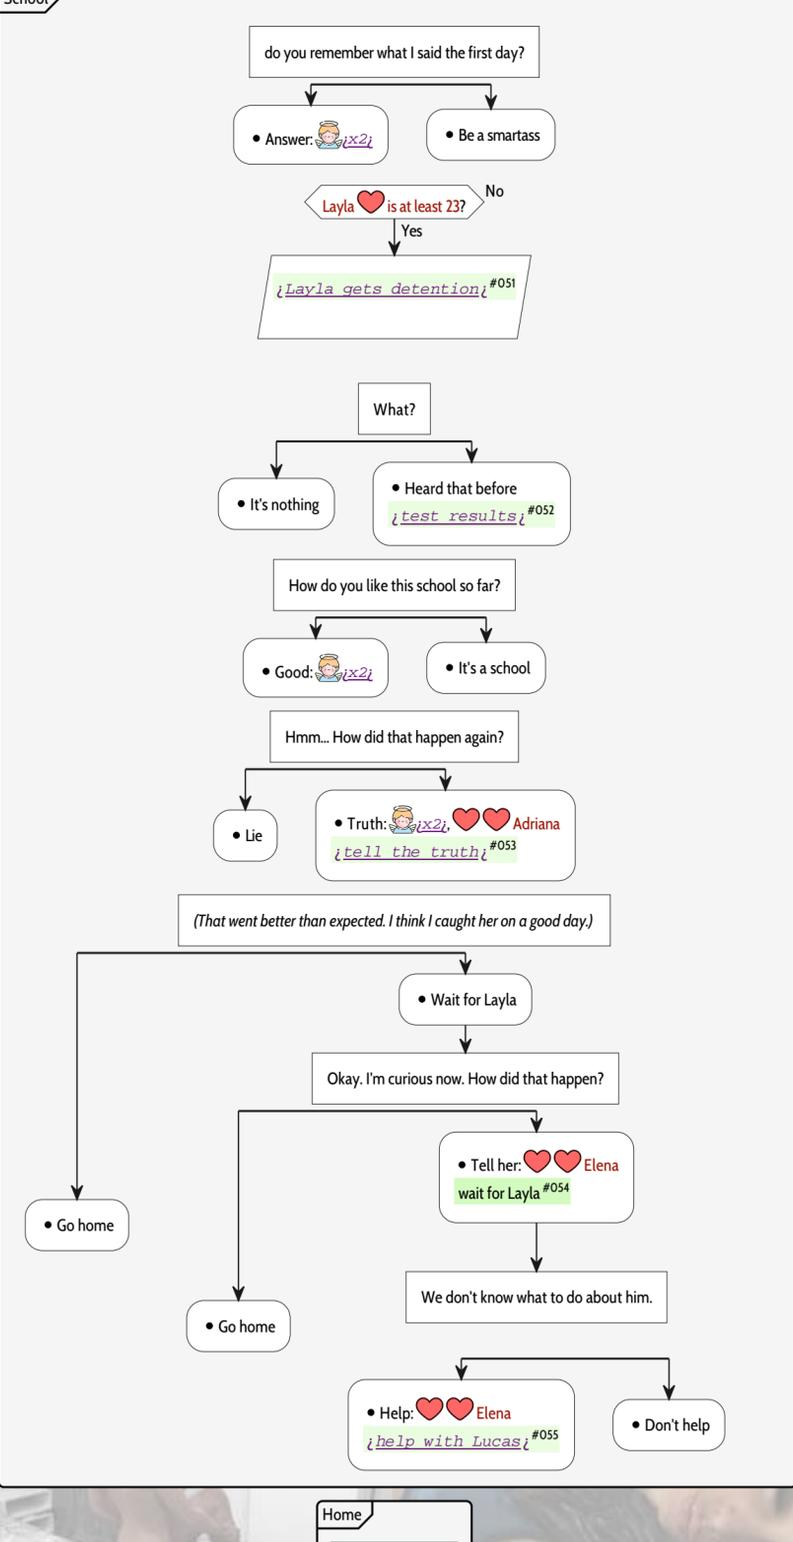 School
do you remember what I said the first day?
• Answer: ¡x2¿
• Be a smartass
Layla is at least 23?
No
Yes
¿Layla gets detention¿#051
What?
• It's nothing
• Heard that before
¿test results¿#052
How do you like this school so far?
• Good: ¿x2¿
• It's a school
Hmm... How did that happen again?
• Lie
• Truth: ¿x2¿, Adriana
¿tell the truth¿#053
(That went better than expected. I think I caught her on a good day.)
• Wait for Layla
Okay. I'm curious now. How did that happen?
• Tell her: Elena
wait for Layla #054
• Go home
We don't know what to do about him.
• Go home
• Help: Elena
¿help with Lucas¿#055
• Don't help
Home